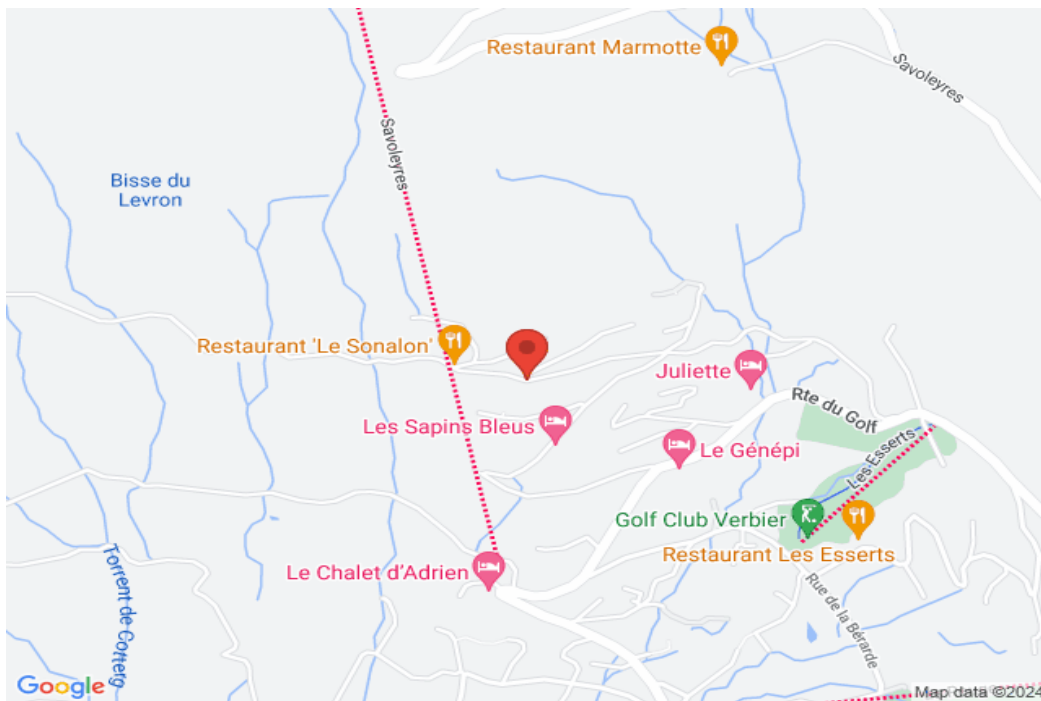 Restaurant Marmotte
Savoleyres
Savoleyres
Bisse du
Levron
Restaurant 'Le Sonalon'
Juliette
Rte du Golf
Les Sapins Bleus
Le Génépi
Les Esserts
Golf Club Verbier
Restaurant Les Esserts
Le Chalet d'Adrien
Torrent de Corterg
Rue de la Bérarde
Google
Map data ©2024